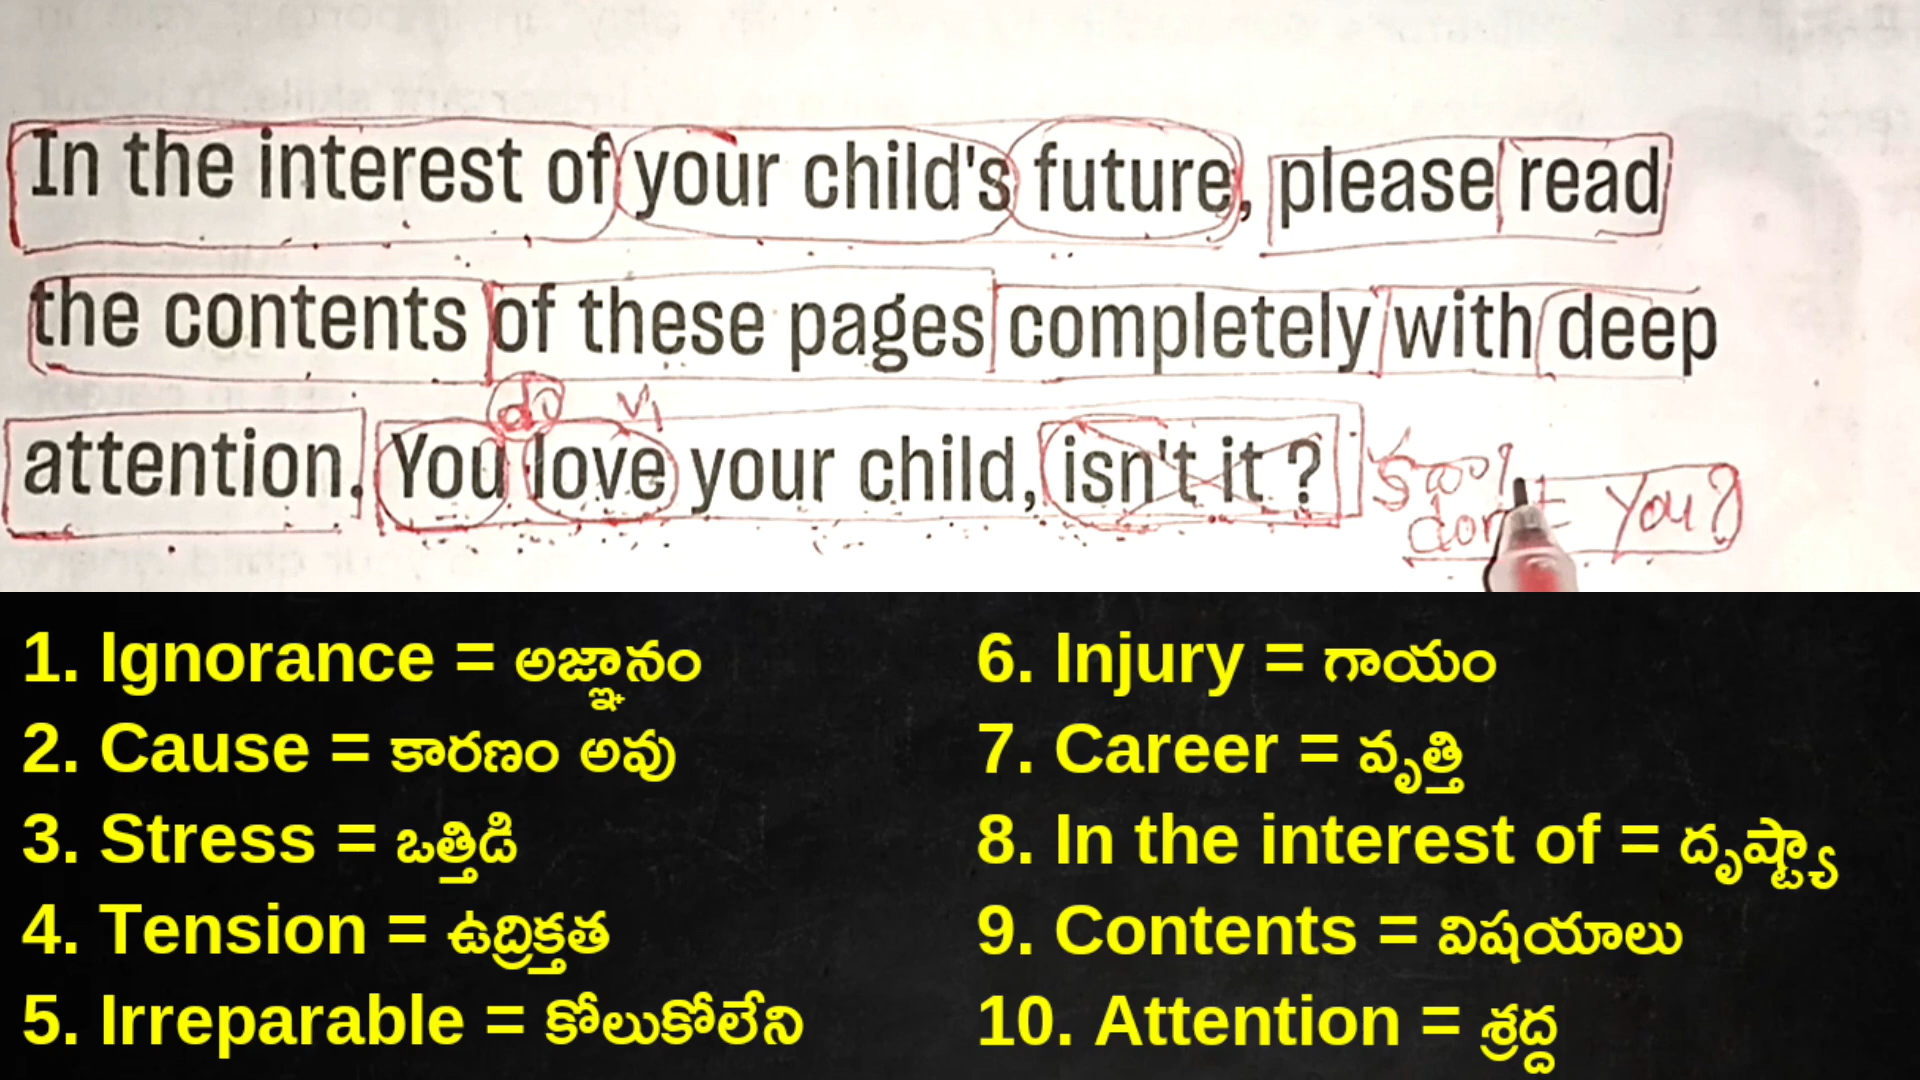 In the interest of your child's future, please read
the contents of these pages completely with deep
do V1
attention. You love your child, isn't it ? కదా?
don't you?
1. Ignorance = అజ్ఞానం
2. Cause = కారణం అవు
3. Stress = ఒత్తిడి
4. Tension = ఉద్రిక్తత
5. Irreparable = కోలుకోలేని
6. Injury = గాయం
7. Career = వృత్తి
8. In the interest of = దృష్ట్యా
9. Contents = విషయాలు
10. Attention = శ్రద్ద